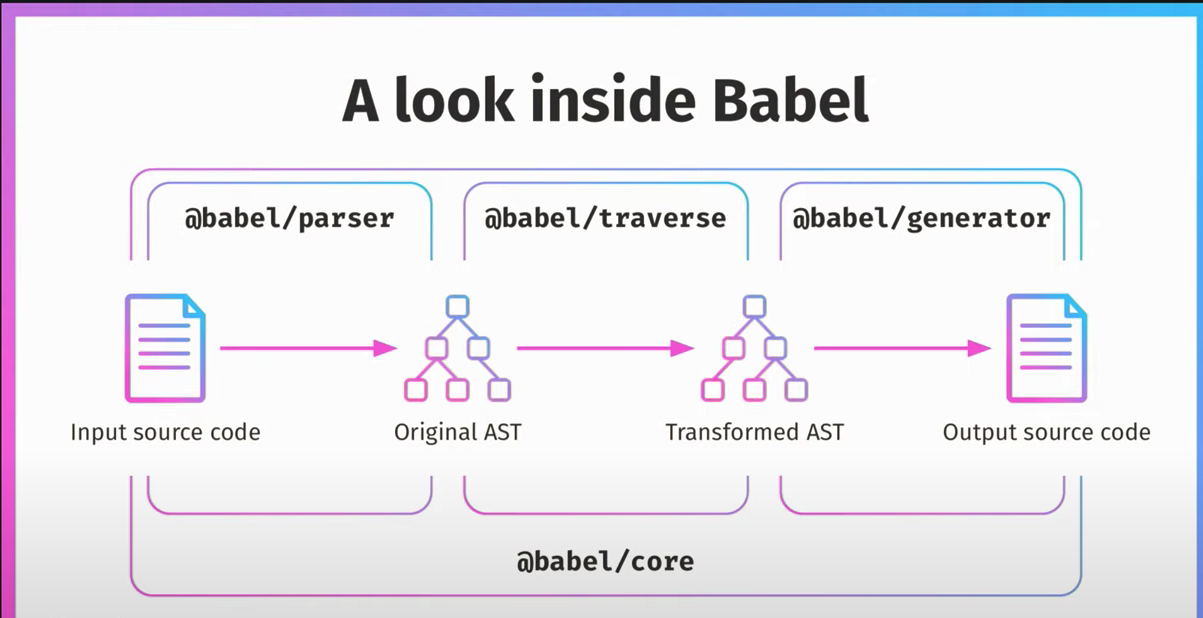 A look inside Babel
@babel/parser
@babel/traverse
@babel/generator
Input source code
Original AST
Transformed AST
Output source code
@babel/core